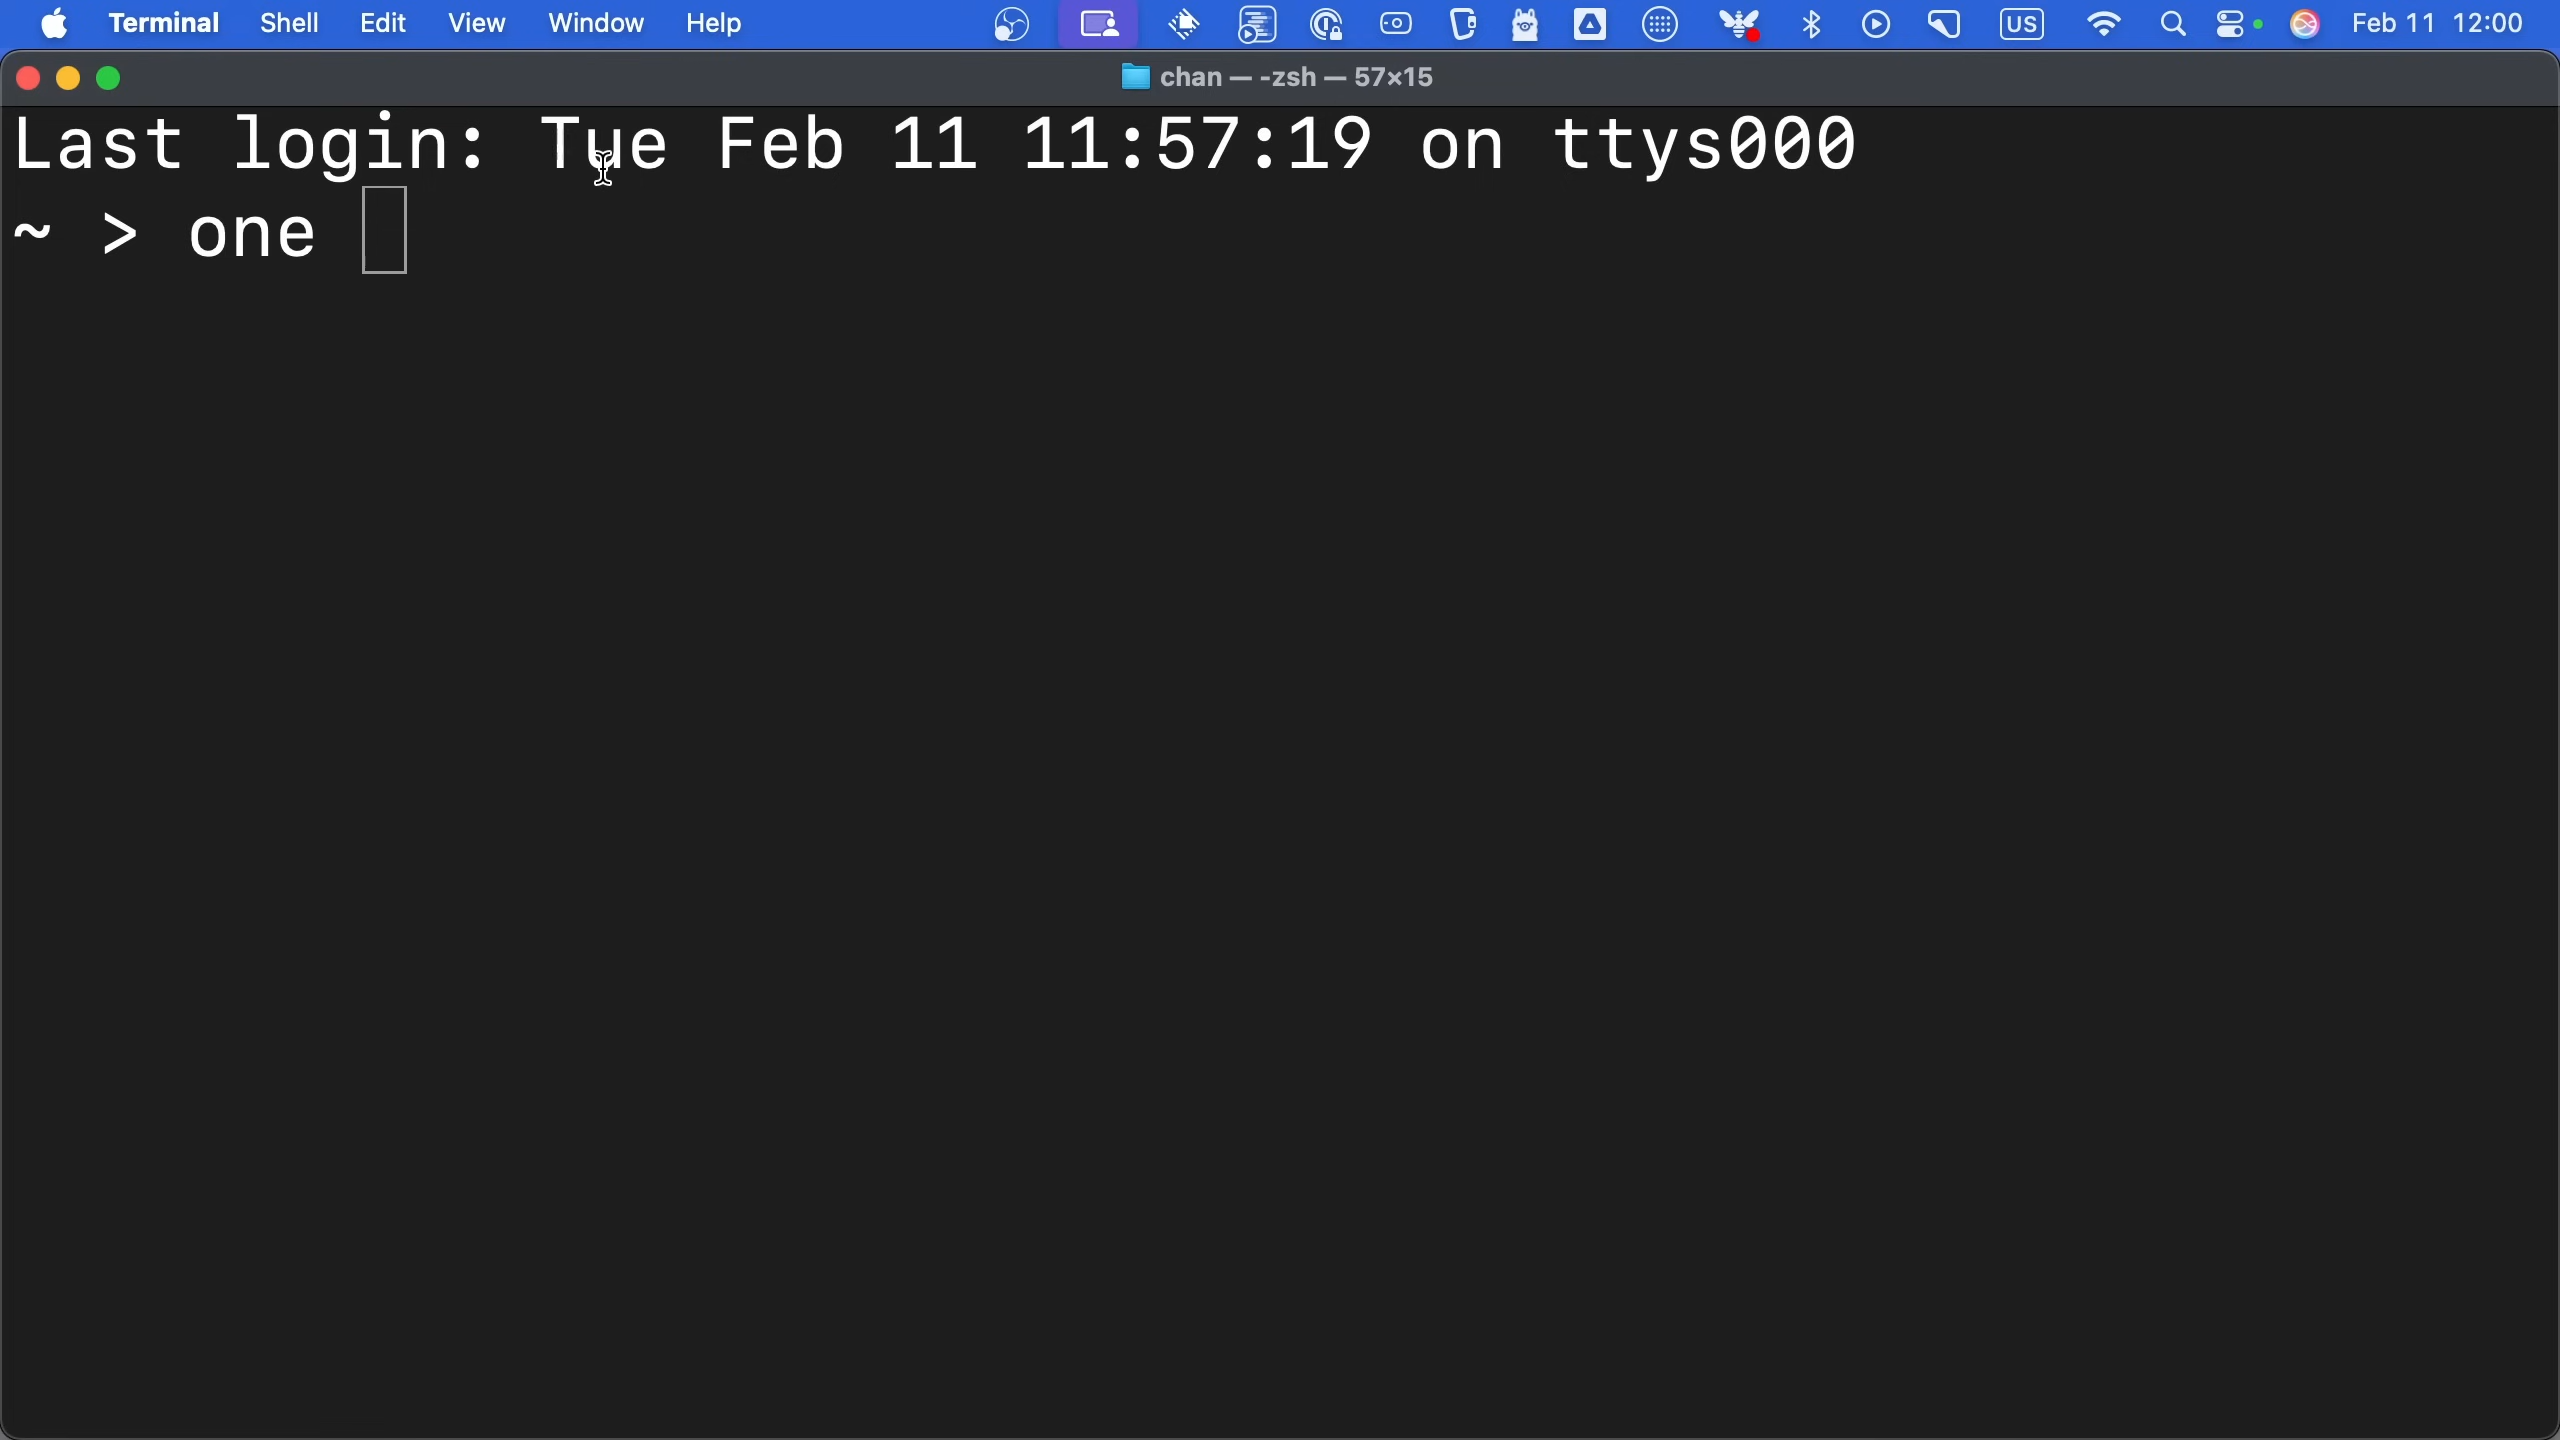 Terminal Shell Edit View Window Help US Feb 11 12:00
chan — -zsh — 57×15
Last login: Tue Feb 11 11:57:19 on ttys000
~ > one